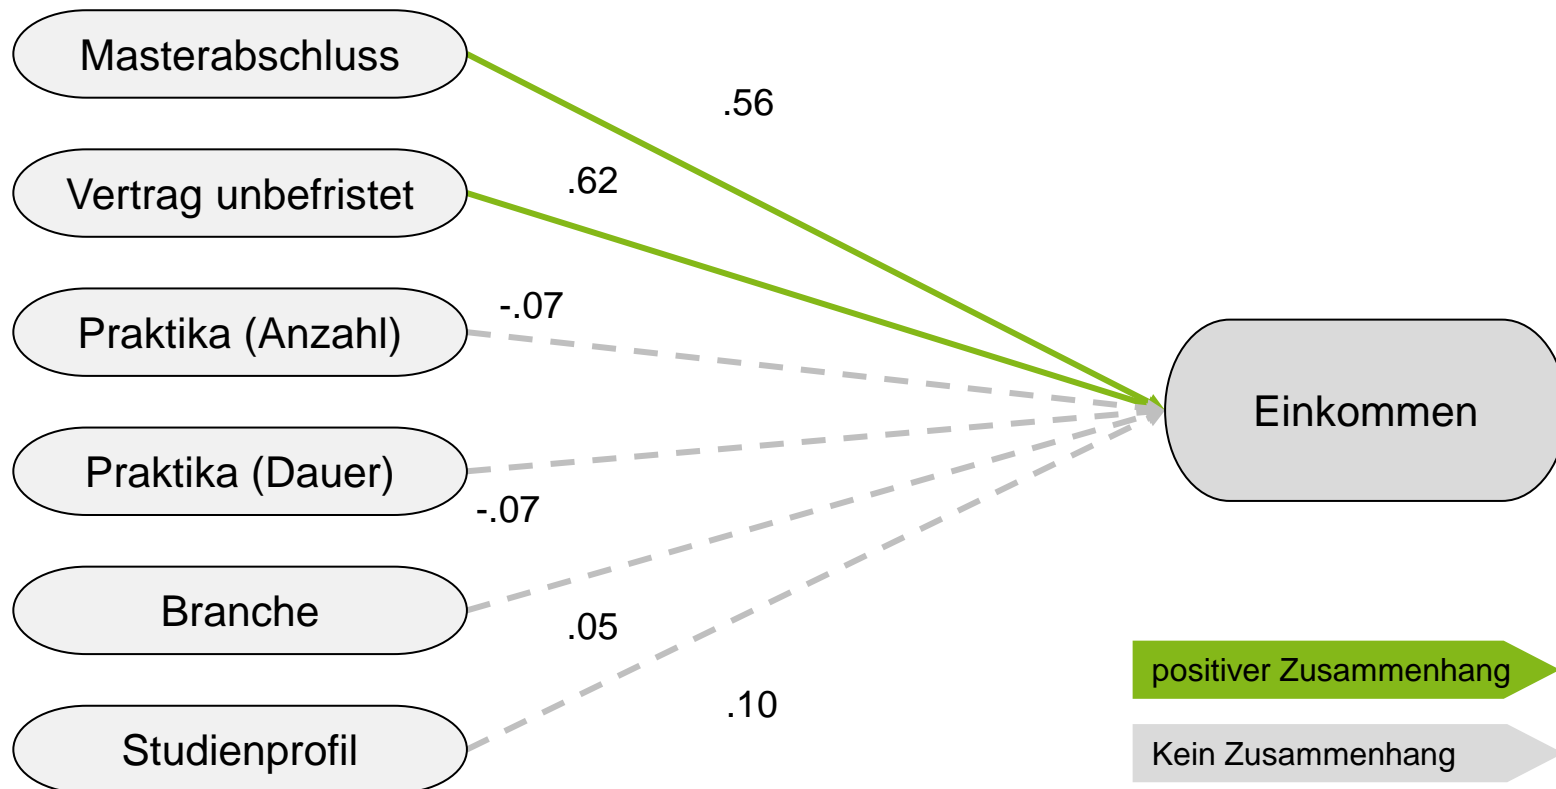 Masterabschluss
.56
Vertrag unbefristet
.62
Praktika (Anzahl)
-.07
Einkommen
Praktika (Dauer)
-.07
Branche
.05
positiver Zusammenhang
.10
Studienprofil
Kein Zusammenhang